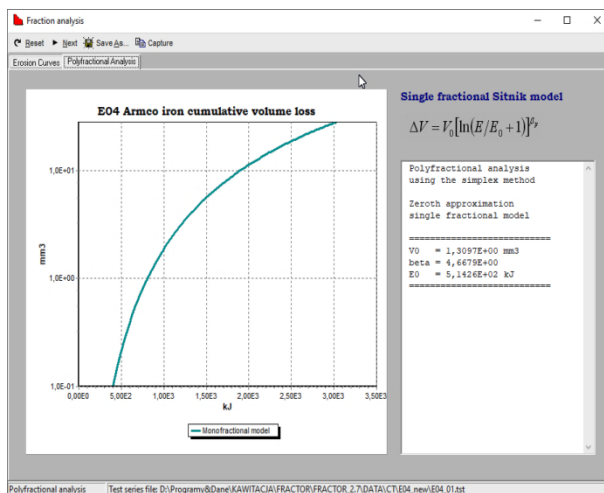 Fraction analysis
Reset Next Save As... Capture
Erosion Curves Polyfractional Analysis
E04 Armco iron cumulative volume loss
mm3
1,0E+01
1,0E+00
1,0E-01
0,00E0 5,00E2 1,00E3 1,50E3 2,00E3 2,50E3 3,00E3 3,50E3
kJ
Monofractional model
Single fractional Sitnik model
ΔV = V₀[ln(E/E₀ + 1)]^βᵖ
Polyfractional analysis
using the simplex method
Zeroth approximation
single fractional model
==========================
V0 = 1,3097E+00 mm3
beta = 4,6679E+00
E0 = 5,1426E+02 kJ
==========================
Polyfractional analysis Test series file: D:\Programy&Dane\KAWITACJA\FRACTOR\FRACTOR_2.7\DATA\CT\E04_new\E04_01.tst